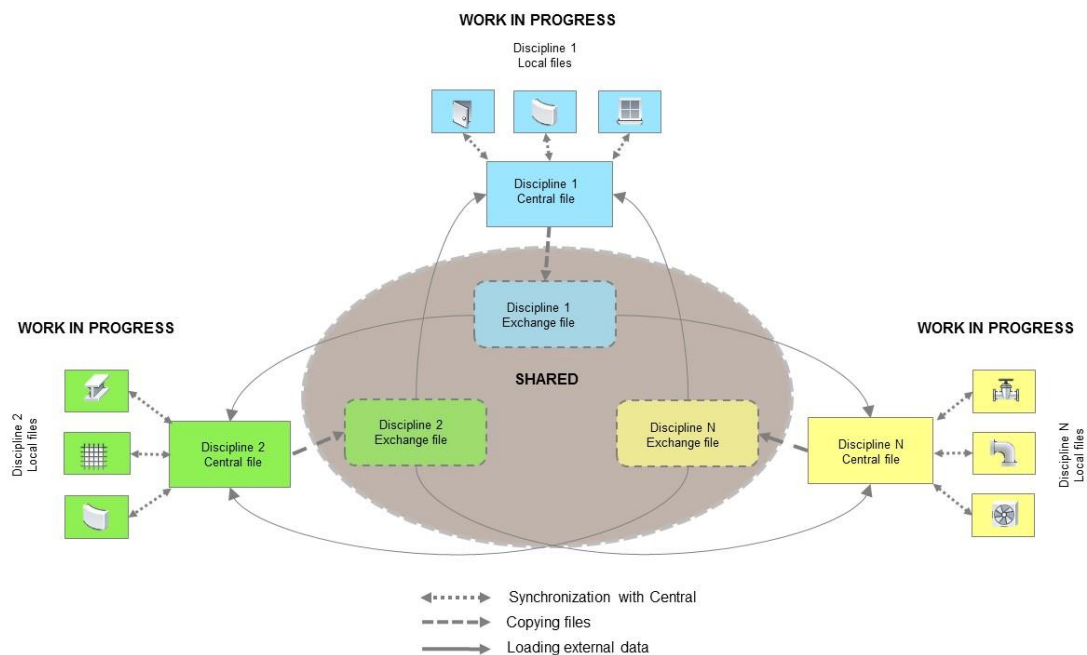 WORK IN PROGRESS
Discipline 1
Local files
Discipline 1
Central file
Discipline 1
Exchange file
WORK IN PROGRESS
WORK IN PROGRESS
SHARED
Discipline 2
Local files
Discipline 2
Central file
Discipline 2
Exchange file
Discipline N
Exchange file
Discipline N
Central file
Discipline N
Local files
Synchronization with Central
Copying files
Loading external data